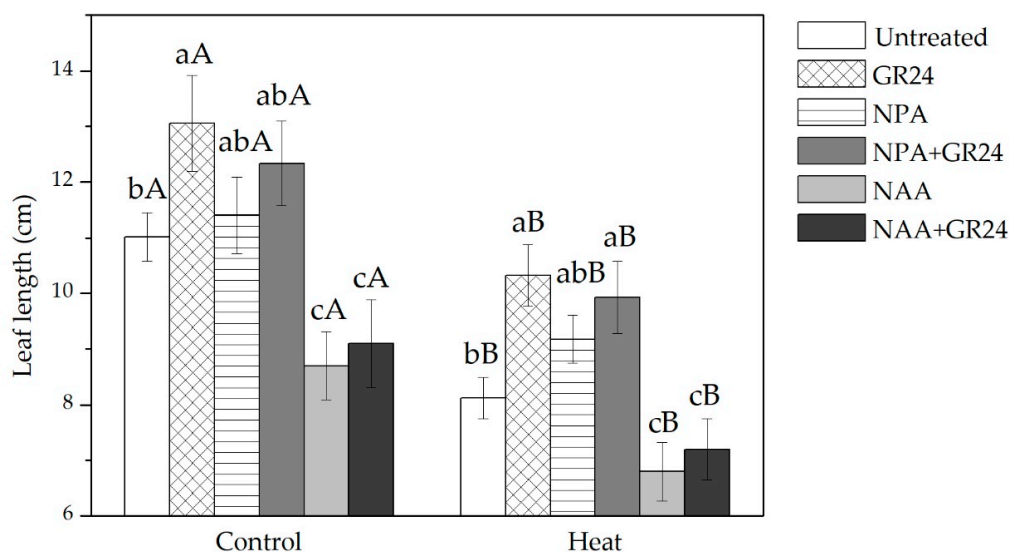 Leaf length (cm)
14
12
10
8
6
bA
aA
abA
abA
cA
cA
bB
aB
abB
aB
cB
cB
Control
Heat
Untreated
GR24
NPA
NPA+GR24
NAA
NAA+GR24